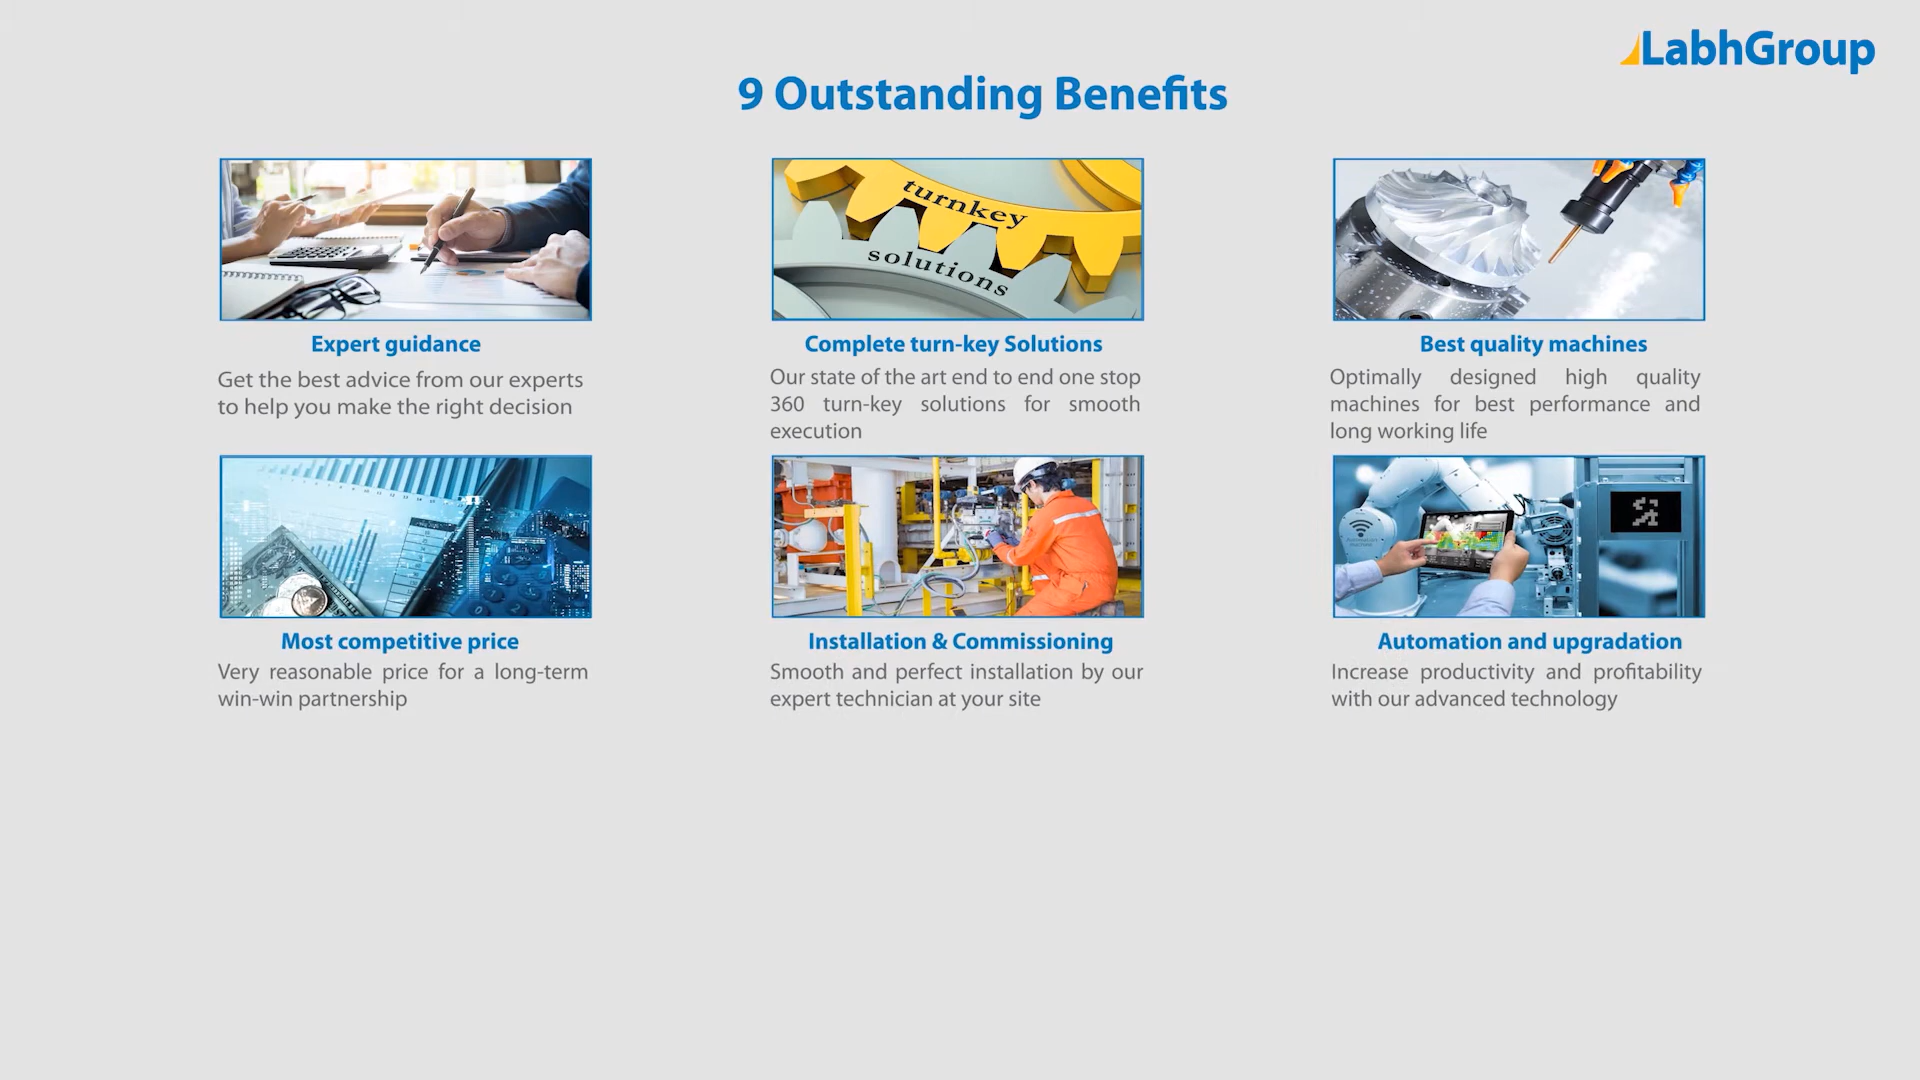 LabhGroup
9 Outstanding Benefits
turnkey
solutions
Expert guidance
Get the best advice from our experts
to help you make the right decision
Complete turn-key Solutions
Our state of the art end to end one stop
360 turn-key solutions for smooth
execution
Best quality machines
Optimally designed high quality
machines for best performance and
long working life
Most competitive price
Very reasonable price for a long-term
win-win partnership
Installation & Commissioning
Smooth and perfect installation by our
expert technician at your site
Automation and upgradation
Increase productivity and profitability
with our advanced technology